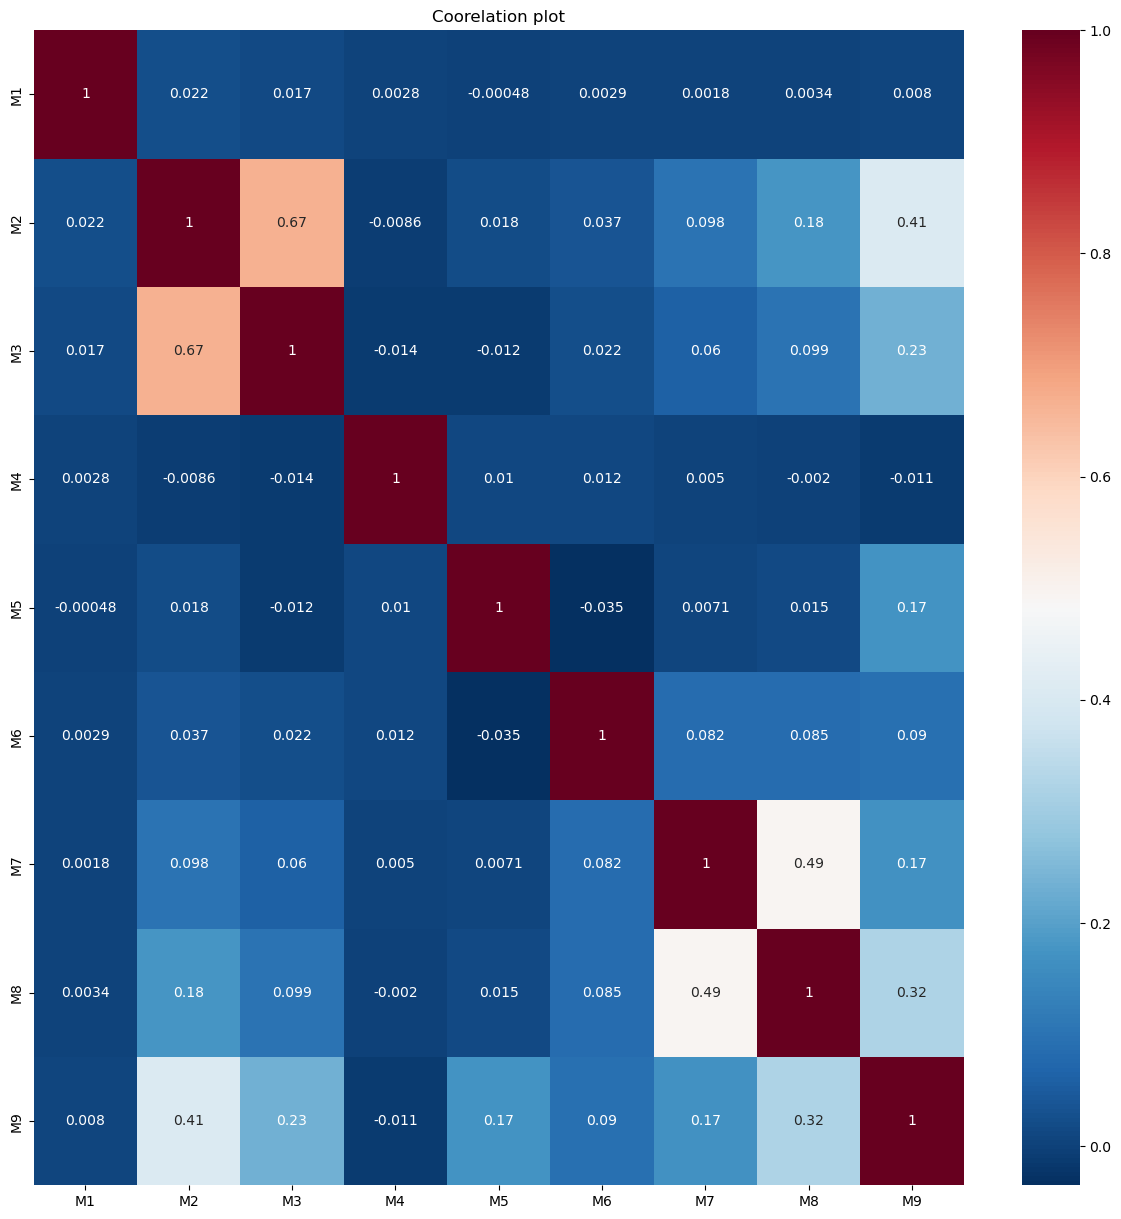 Coorelation plot
M1 1 0.022 0.017 0.0028 -0.00048 0.0029 0.0018 0.0034 0.008
M2 0.022 1 0.67 -0.0086 0.018 0.037 0.098 0.18 0.41
M3 0.017 0.67 1 -0.014 -0.012 0.022 0.06 0.099 0.23
M4 0.0028 -0.0086 -0.014 1 0.01 0.012 0.005 -0.002 -0.011
M5 -0.00048 0.018 -0.012 0.01 1 -0.035 0.0071 0.015 0.17
M6 0.0029 0.037 0.022 0.012 -0.035 1 0.082 0.085 0.09
M7 0.0018 0.098 0.06 0.005 0.0071 0.082 1 0.49 0.17
M8 0.0034 0.18 0.099 -0.002 0.015 0.085 0.49 1 0.32
M9 0.008 0.41 0.23 -0.011 0.17 0.09 0.17 0.32 1
M1 M2 M3 M4 M5 M6 M7 M8 M9
1.0
0.8
0.6
0.4
0.2
0.0